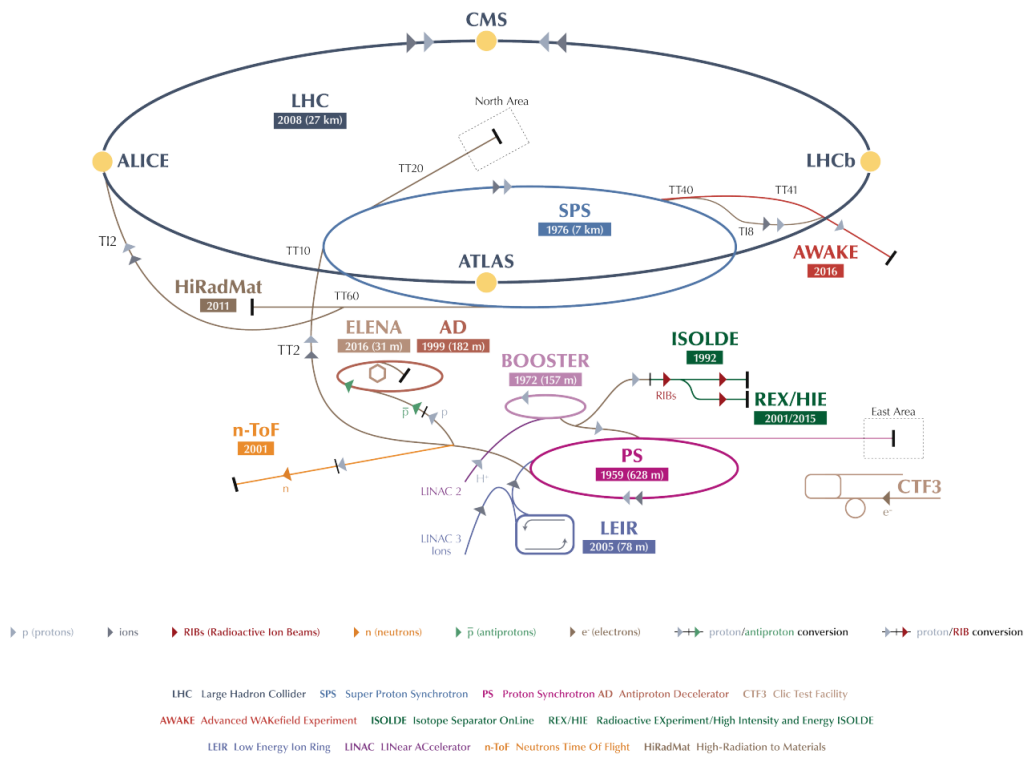 CMS
LHC
2008 (27 km)
North Area
ALICE
LHCb
TT20
TT40
TT41
SPS
1976 (7 km)
TI8
TI2
TT10
ATLAS
AWAKE
2016
HiRadMat
2011
TT60
ELENA
2016 (31 m)
AD
1999 (182 m)
TT2
ISOLDE
1992
BOOSTER
1972 (157 m)
RIBs
REX/HIE
2001/2015
p̅
p
East Area
n-ToF
2001
n
PS
1959 (628 m)
H⁺
LINAC 2
CTF3
e⁻
LEIR
2005 (78 m)
LINAC 3
Ions
p (protons) ions RIBs (Radioactive Ion Beams) n (neutrons) p̅ (antiprotons) e⁻ (electrons) proton/antiproton conversion proton/RIB conversion
LHC Large Hadron Collider SPS Super Proton Synchrotron PS Proton Synchrotron AD Antiproton Decelerator CTF3 Clic Test Facility
AWAKE Advanced WAKefield Experiment ISOLDE Isotope Separator OnLine REX/HIE Radioactive EXperiment/High Intensity and Energy ISOLDE
LEIR Low Energy Ion Ring LINAC LINear ACcelerator n-ToF Neutrons Time Of Flight HiRadMat High-Radiation to Materials